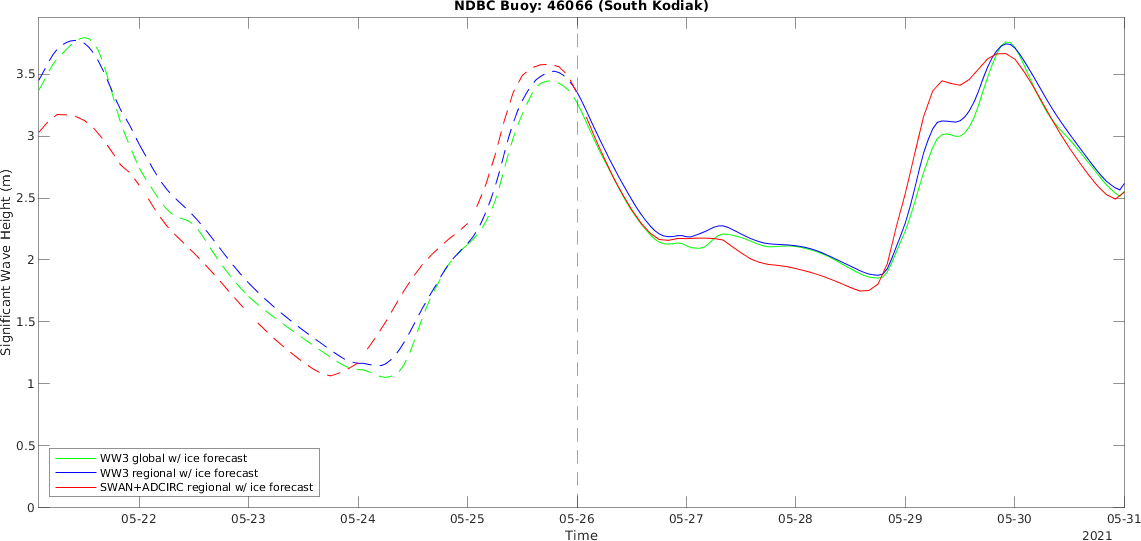 NDBC Buoy: 46066 (South Kodiak)
Significant Wave Height (m)
3.5
3
2.5
2
1.5
1
0.5
0
WW3 global w/ ice forecast
WW3 regional w/ ice forecast
SWAN+ADCIRC regional w/ ice forecast
05-22 05-23 05-24 05-25 05-26 05-27 05-28 05-29 05-30 05-31
Time
2021